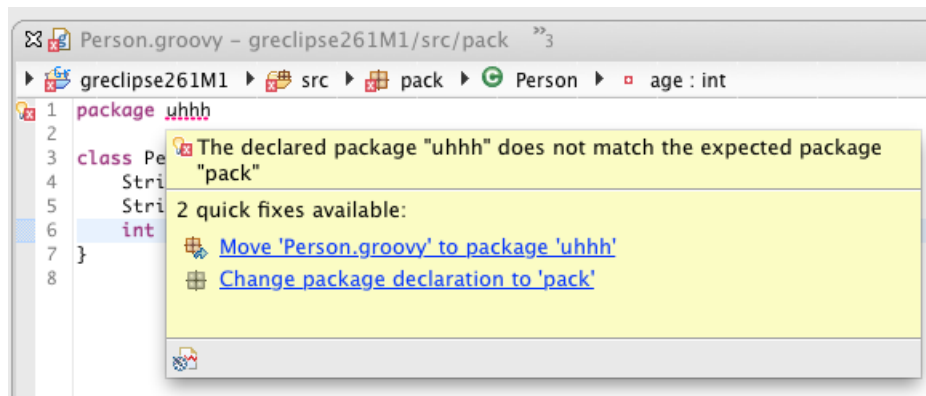 Person.groovy – greclipse261M1/src/pack »3
greclipse261M1 src pack Person age : int
1 package uhhh
2
3 class Pe
4 Stri
5 Stri
6 int
7 }
8
The declared package "uhhh" does not match the expected package
"pack"
2 quick fixes available:
Move 'Person.groovy' to package 'uhhh'
Change package declaration to 'pack'